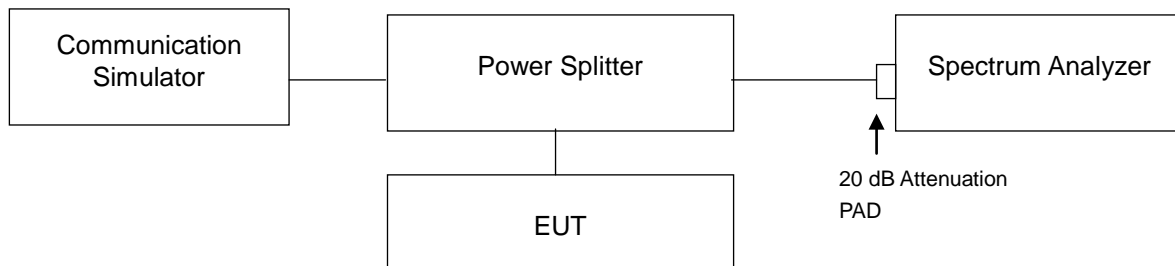 Communication
Simulator
Power Splitter
Spectrum Analyzer
20 dB Attenuation
PAD
EUT